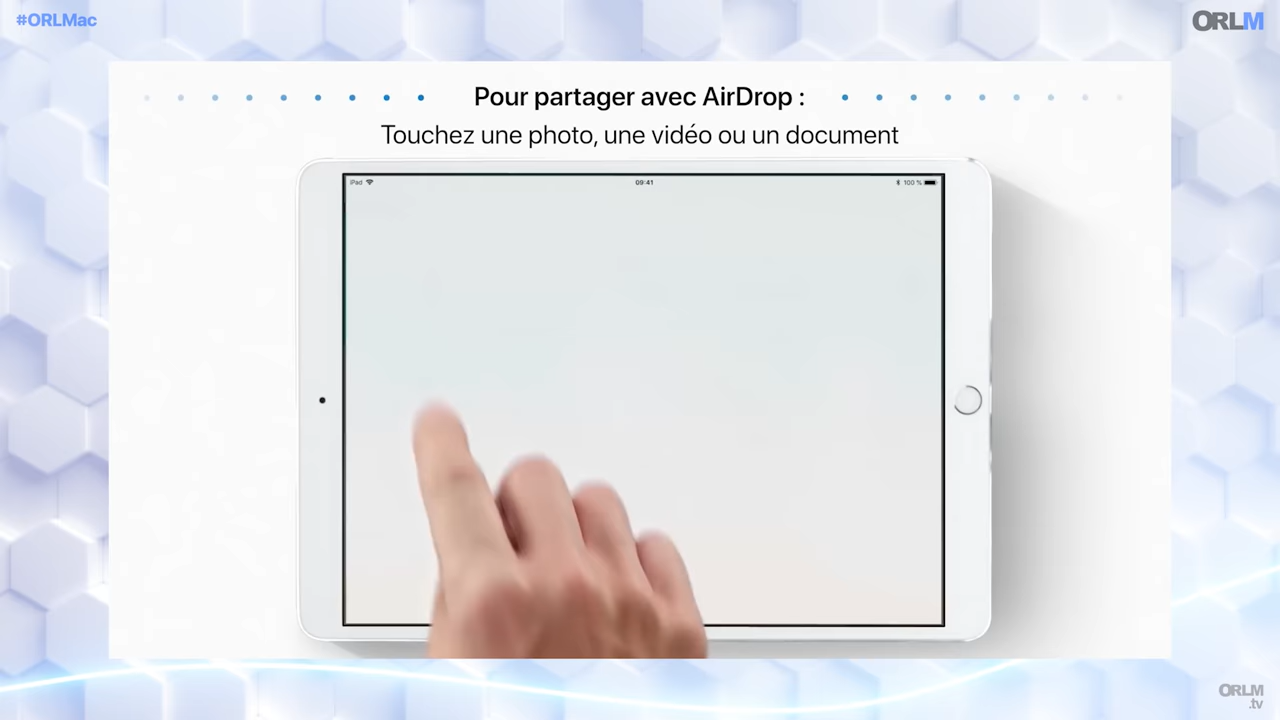 #ORLMac
ORLM
Pour partager avec AirDrop :
Touchez une photo, une vidéo ou un document
iPad
09:41
100 %
ORLM
.tv